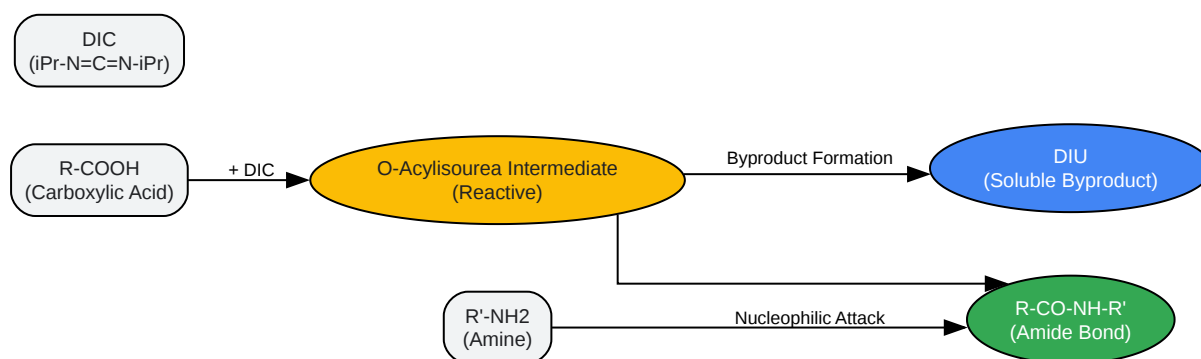 DIC
(iPr-N=C=N-iPr)
R-COOH
(Carboxylic Acid)
+ DIC
O-Acylisourea Intermediate
(Reactive)
Byproduct Formation
DIU
(Soluble Byproduct)
R'-NH2
(Amine)
Nucleophilic Attack
R-CO-NH-R'
(Amide Bond)